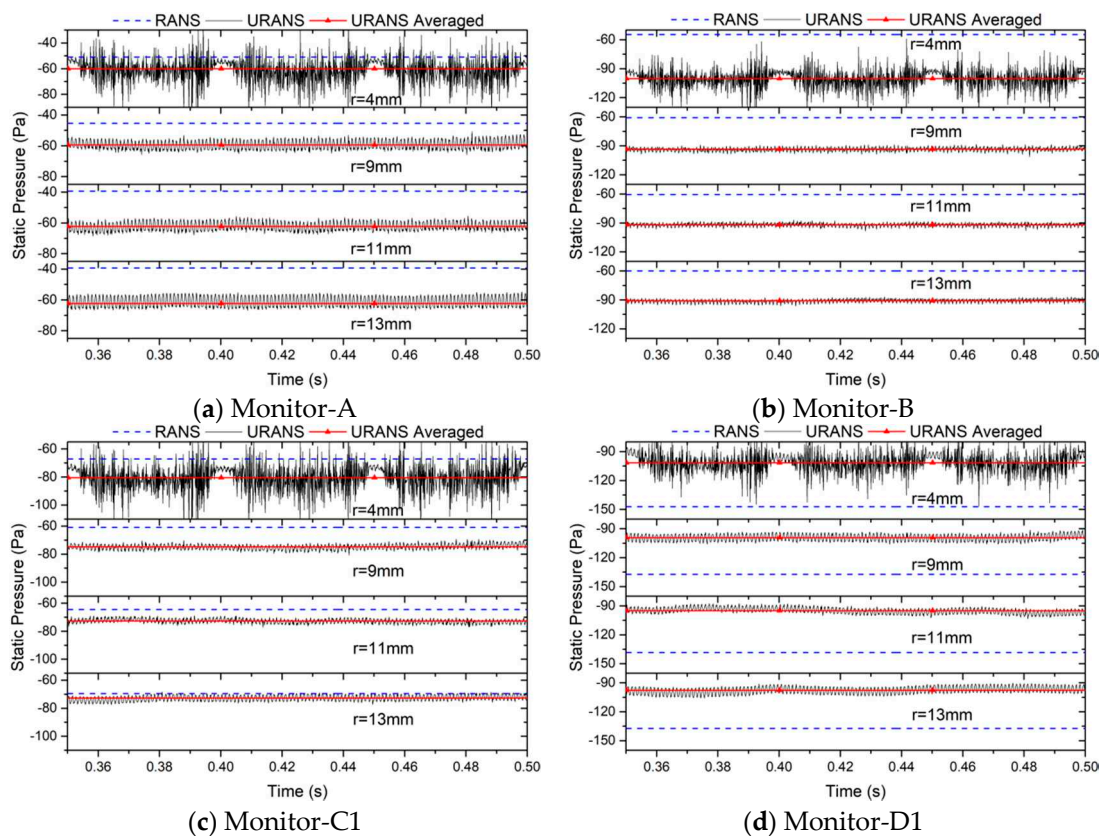 RANS URANS URANS Averaged
-40
-60
-80
r=4mm
-40
-60
-80
r=9mm
-40
-60
-80
r=11mm
-40
-60
-80
r=13mm
Static Pressure (Pa)
0.36 0.38 0.40 0.42 0.44 0.46 0.48 0.50
Time (s)
(a) Monitor-A
RANS URANS URANS Averaged
-60
-90
-120
r=4mm
-60
-90
-120
r=9mm
-60
-90
-120
r=11mm
-60
-90
-120
r=13mm
Static Pressure (Pa)
0.36 0.38 0.40 0.42 0.44 0.46 0.48 0.50
Time (s)
(b) Monitor-B
RANS URANS URANS Averaged
-60
-80
-100
r=4mm
-60
-80
-100
r=9mm
-60
-80
-100
r=11mm
-60
-80
-100
r=13mm
Static Pressure (Pa)
0.36 0.38 0.40 0.42 0.44 0.46 0.48 0.50
Time (s)
(c) Monitor-C1
RANS URANS URANS Averaged
-90
-120
-150
r=4mm
-90
-120
-150
r=9mm
-90
-120
-150
r=11mm
-90
-120
-150
r=13mm
Static Pressure (Pa)
0.36 0.38 0.40 0.42 0.44 0.46 0.48 0.50
Time (s)
(d) Monitor-D1